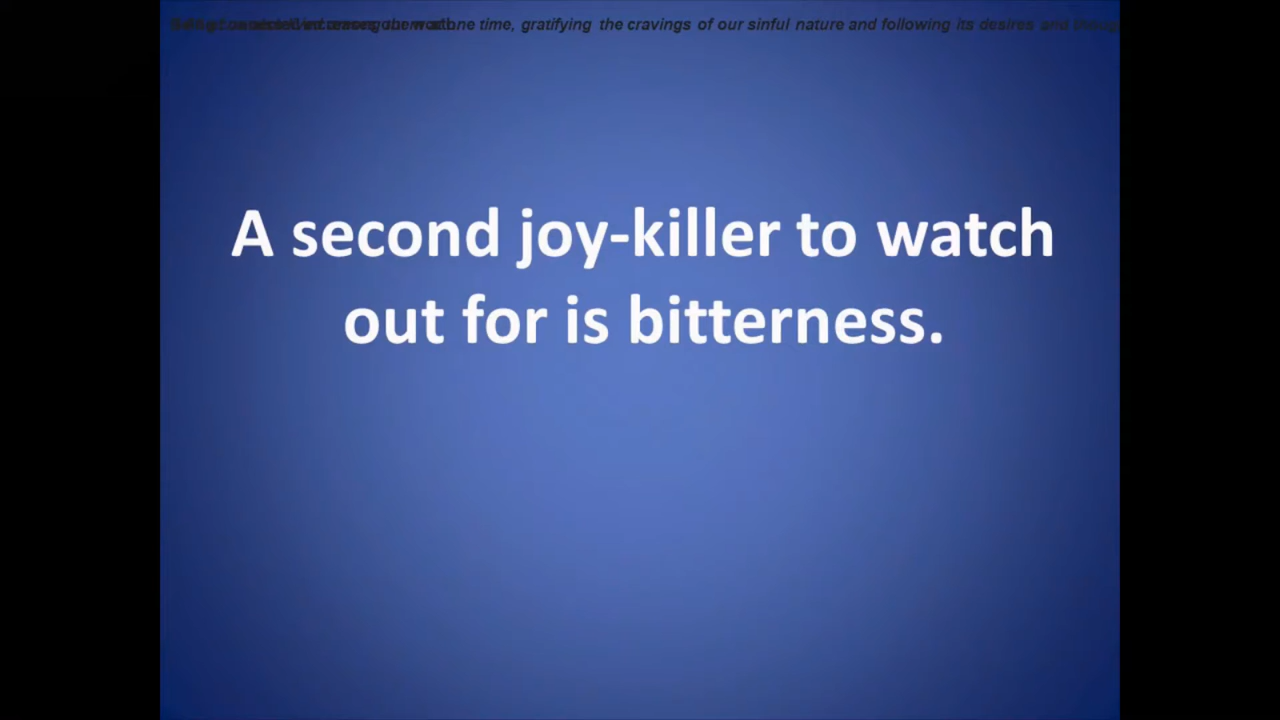 time, gratifying the cravings of our sinful nature and following its desires and
A second joy-killer to watch
out for is bitterness.